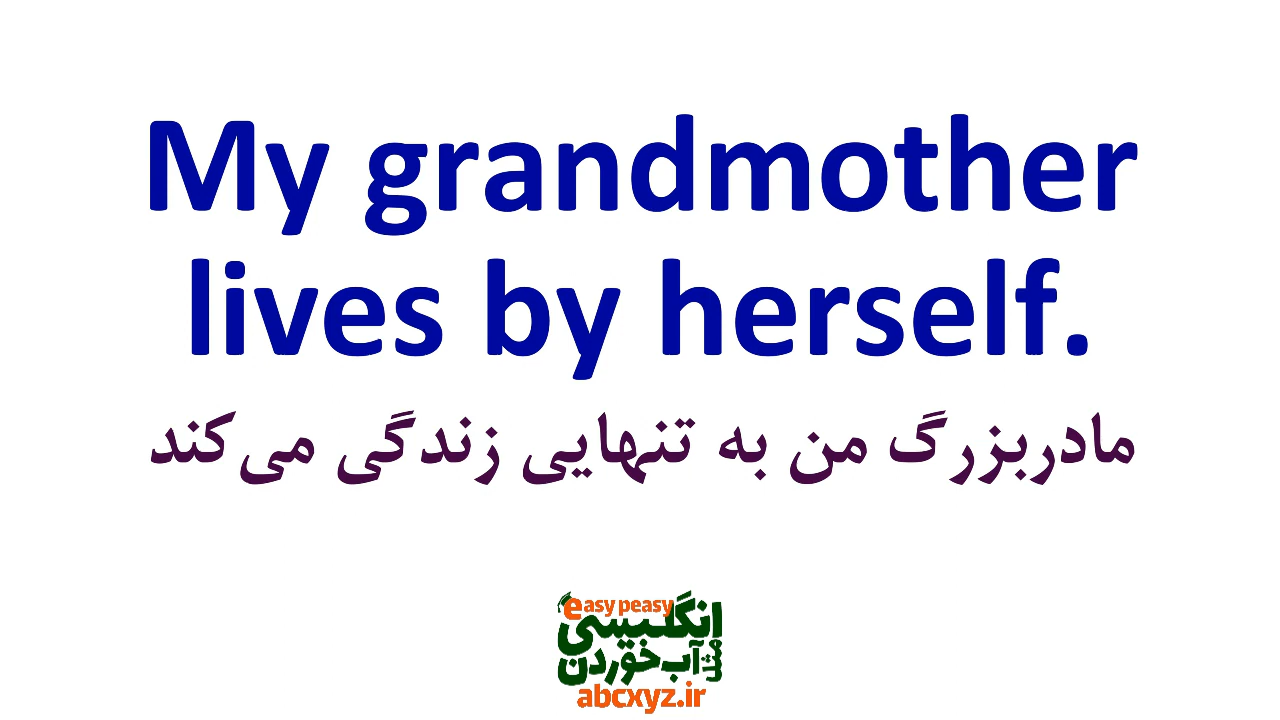 My grandmother
lives by herself.
مادربزرگ من به تنهایی زندگی می‌کند
easy peasy
انگلیسی
مثل آب خوردن
abcxyz.ir